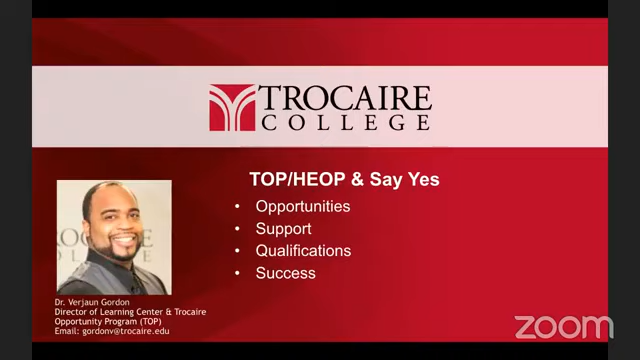 TROCAIRE
COLLEGE
TOP/HEOP & Say Yes
• Opportunities
• Support
• Qualifications
• Success
Dr. Verjaun Gordon
Director of Learning Center & Trocaire
Opportunity Program (TOP)
Email: gordonv@trocaire.edu
zoom